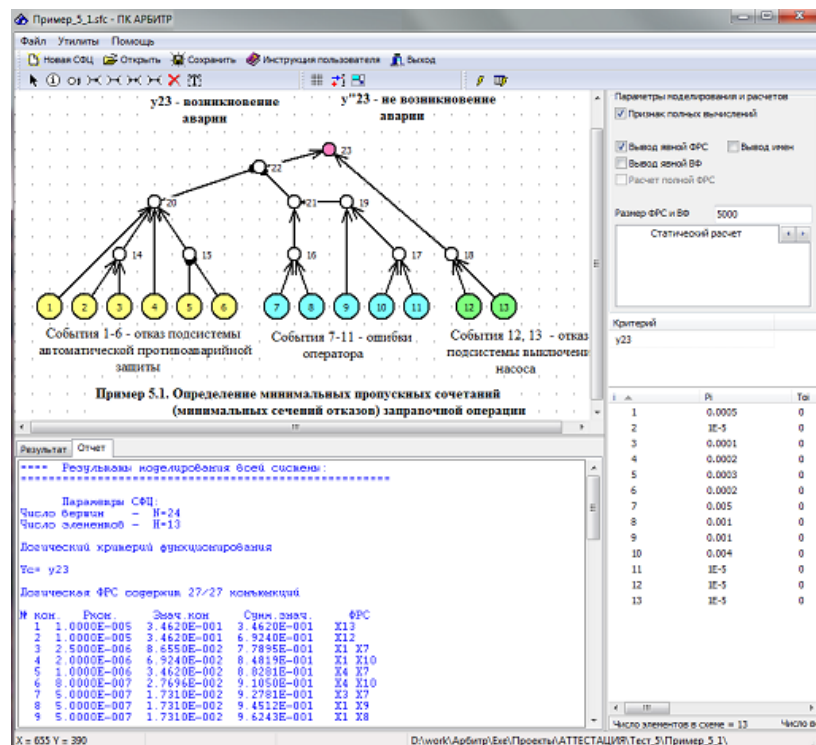 Пример_5_1.sfc - ПК АРБИТР
Файл Утилиты Помощь
Новая СФЦ Открыть Сохранить Инструкция пользователя Выход
y23 - возникновение аварии
y"23 - не возникновение аварии
23
22
20 21 19
14 15 16 17 18
1 2 3 4 5 6 7 8 9 10 11 12 13
События 1-6 - отказ подсистемы
автоматической противоаварийной
защиты
События 7-11 - ошибки
оператора
События 12, 13 - отказ
подсистемы выключени
насоса
Пример 5.1. Определение минимальных пропускных сочетаний
(минимальных сечений отказов) заправочной операции
Параметры моделирования и расчетов
Признак полных вычислений
Вывод явной ФРС Вывод имен
Вывод явной ВФ
Расчет полной ФРС
Размер ФРС и ВФ 5000
Статический расчет
Критерий
y23
i Pi Toi
1 0.0005 0
2 1E-5 0
3 0.0001 0
4 0.0002 0
5 0.0003 0
6 0.0002 0
7 0.005 0
8 0.001 0
9 0.001 0
10 0.004 0
11 1E-5 0
12 1E-5 0
13 1E-5 0
Число элементов в схеме = 13 Число в
Результат Отчет
**** Результаты моделирования всей системы:
Параметры СФЦ:
Число вершин - N=24
Число элементов - H=13
Логический критерий функционирования
Yc= y23
Логическая ФРС содержит 27/27 конъюнкций
№ кон. Pкон. Знач.кон Сумм.знач. ФРС
1 1.0000E-005 3.4620E-001 3.4620E-001 X13
2 1.0000E-005 3.4620E-001 6.9240E-001 X12
3 2.5000E-006 8.6550E-002 7.7895E-001 X1 X7
4 2.0000E-006 6.9240E-002 8.4819E-001 X1 X10
5 1.0000E-006 3.4620E-002 8.8281E-001 X4 X7
6 8.0000E-007 2.7696E-002 9.1050E-001 X4 X10
7 5.0000E-007 1.7310E-002 9.2781E-001 X3 X7
8 5.0000E-007 1.7310E-002 9.4512E-001 X1 X9
9 5.0000E-007 1.7310E-002 9.6243E-001 X1 X8
X = 655 Y = 390
D:\work\Арбитр\Exe\Проекты\АТТЕСТАЦИЯ\Тест_5\Пример_5_1\